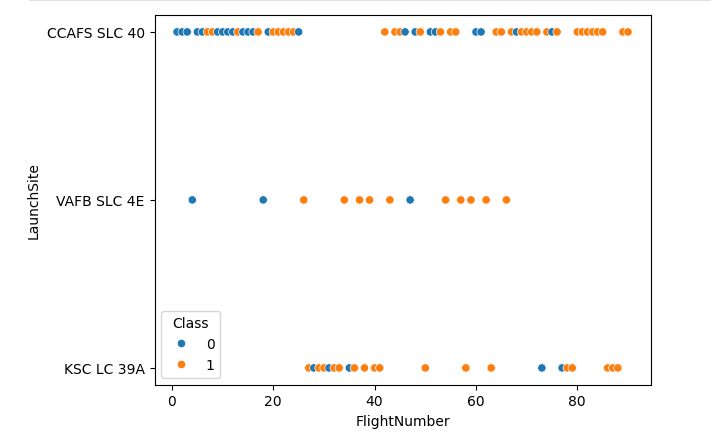 CCAFS SLC 40
VAFB SLC 4E
KSC LC 39A
LaunchSite
Class
0
1
0 20 40 60 80
FlightNumber